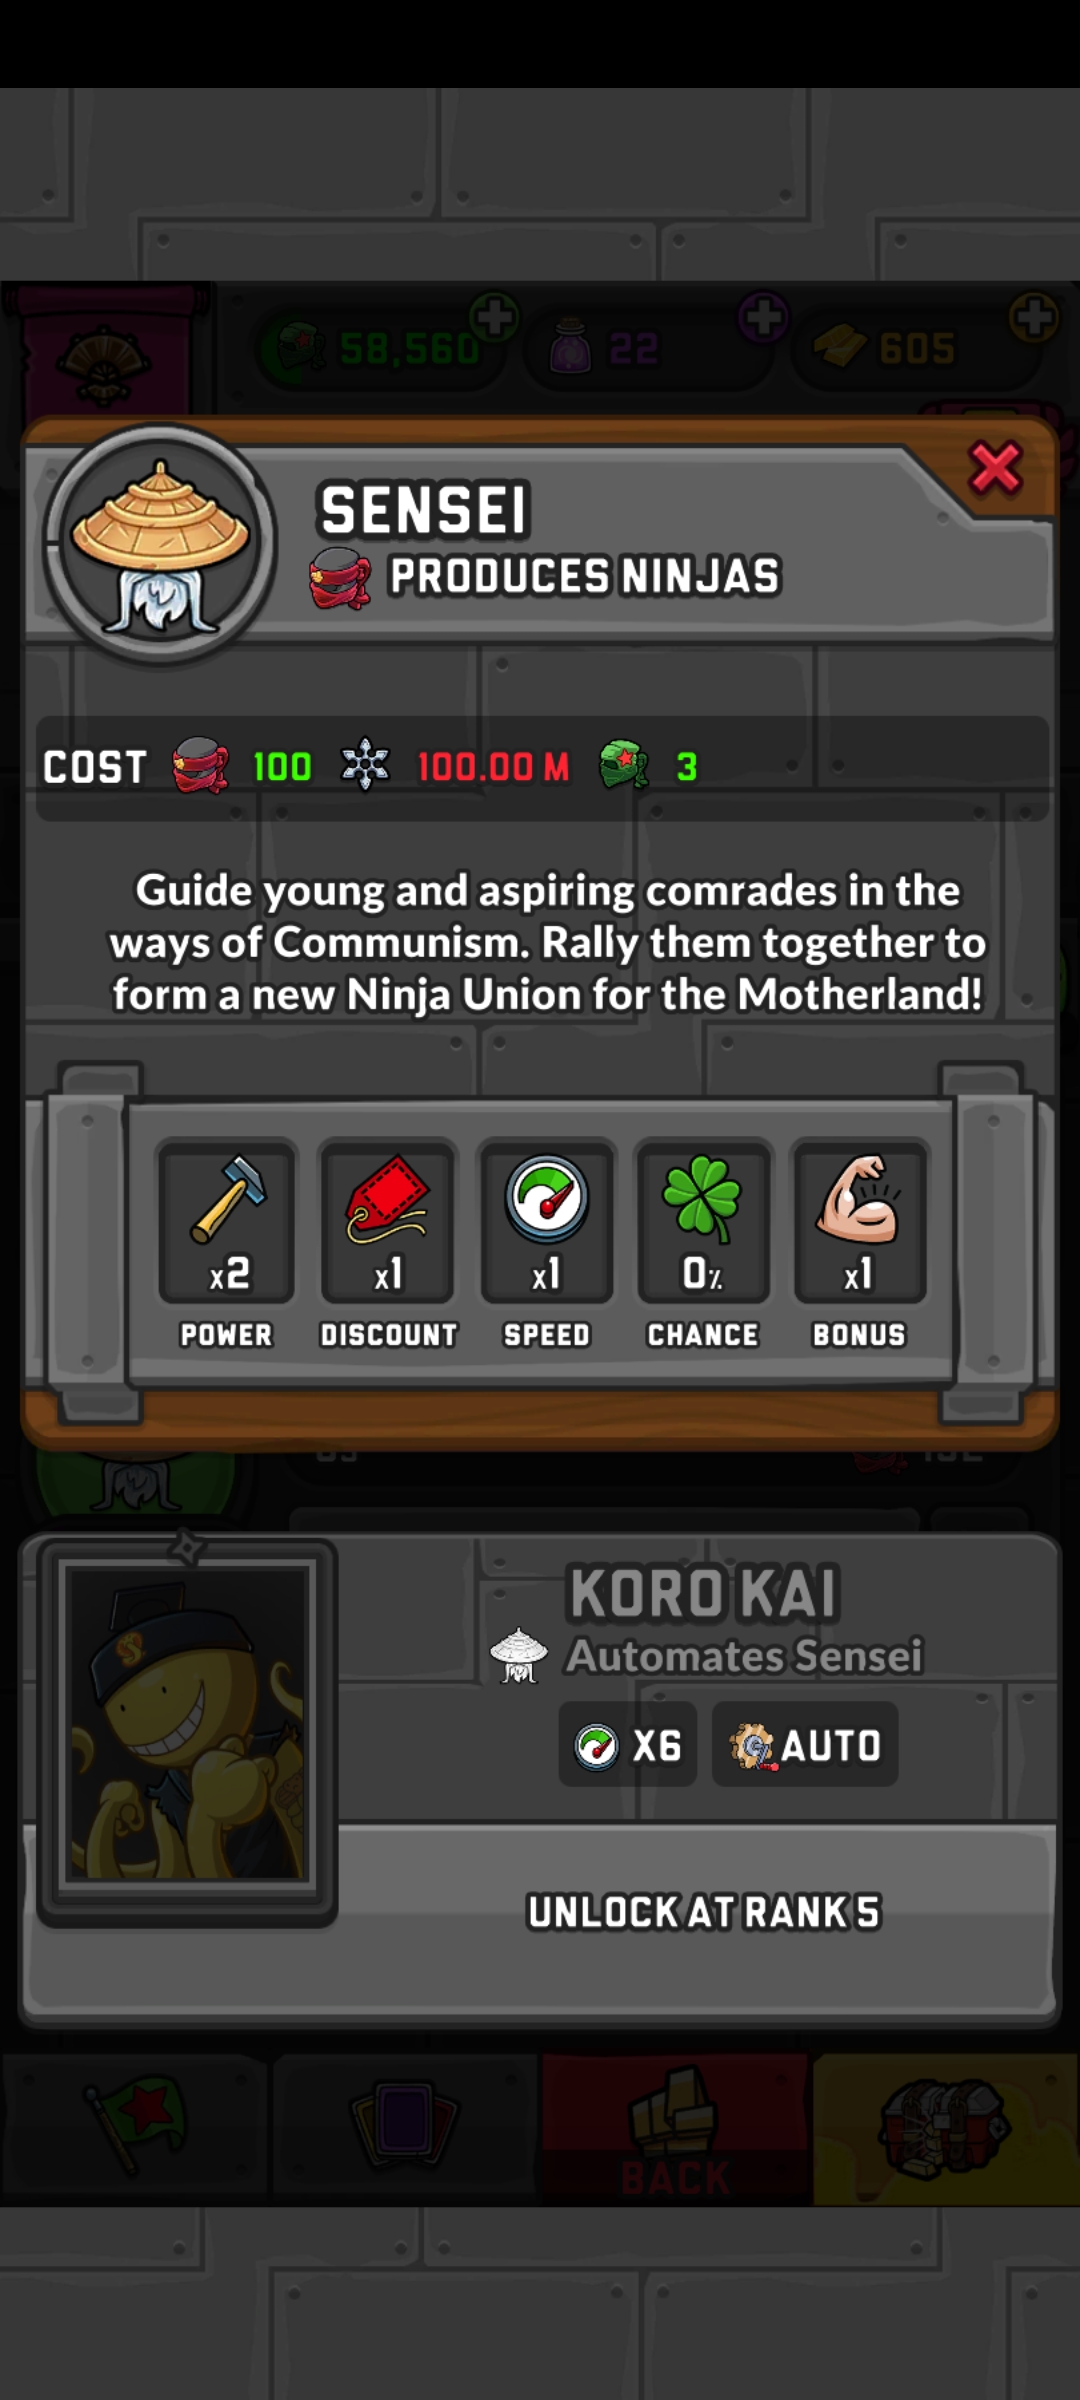 58,560 22 605
SENSEI
PRODUCES NINJAS
COST 100 100.00 M 3
Guide young and aspiring comrades in the
ways of Communism. Rally them together to
form a new Ninja Union for the Motherland!
x2 x1 x1 0% x1
POWER DISCOUNT SPEED CHANCE BONUS
KORO KAI
Automates Sensei
X6 AUTO
UNLOCK AT RANK 5
BACK